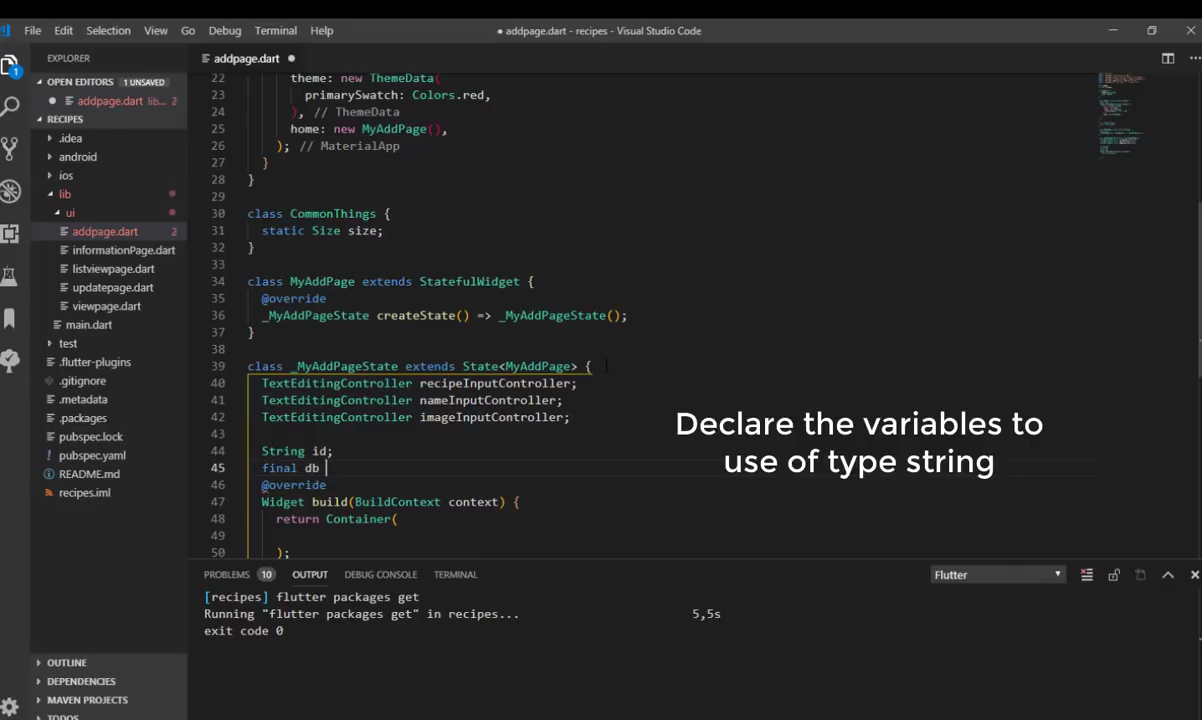 File Edit Selection View Go Debug Terminal Help
● addpage.dart - recipes - Visual Studio Code
EXPLORER
OPEN EDITORS 1 UNSAVED
addpage.dart lib... 2
RECIPES
.idea
android
ios
lib
ui
addpage.dart 2
informationPage.dart
listviewpage.dart
updatepage.dart
viewpage.dart
main.dart
test
.flutter-plugins
.gitignore
.metadata
.packages
pubspec.lock
pubspec.yaml
README.md
recipes.iml
OUTLINE
DEPENDENCIES
MAVEN PROJECTS
TODOS
1
addpage.dart ●
22 theme: new ThemeData(
23 primarySwatch: Colors.red,
24 ), // ThemeData
25 home: new MyAddPage(),
26 ); // MaterialApp
27 }
28 }
29
30 class CommonThings {
31 static Size size;
32 }
33
34 class MyAddPage extends StatefulWidget {
35 @override
36 _MyAddPageState createState() => _MyAddPageState();
37 }
38
39 class _MyAddPageState extends State<MyAddPage> {
40 TextEditingController recipeInputController;
41 TextEditingController nameInputController;
42 TextEditingController imageInputController;
43
44 String id;
45 final db
46 @override
47 Widget build(BuildContext context) {
48 return Container(
49
50 );
Declare the variables to
use of type string
PROBLEMS 10 OUTPUT DEBUG CONSOLE TERMINAL
Flutter
[recipes] flutter packages get
Running "flutter packages get" in recipes... 5,5s
exit code 0